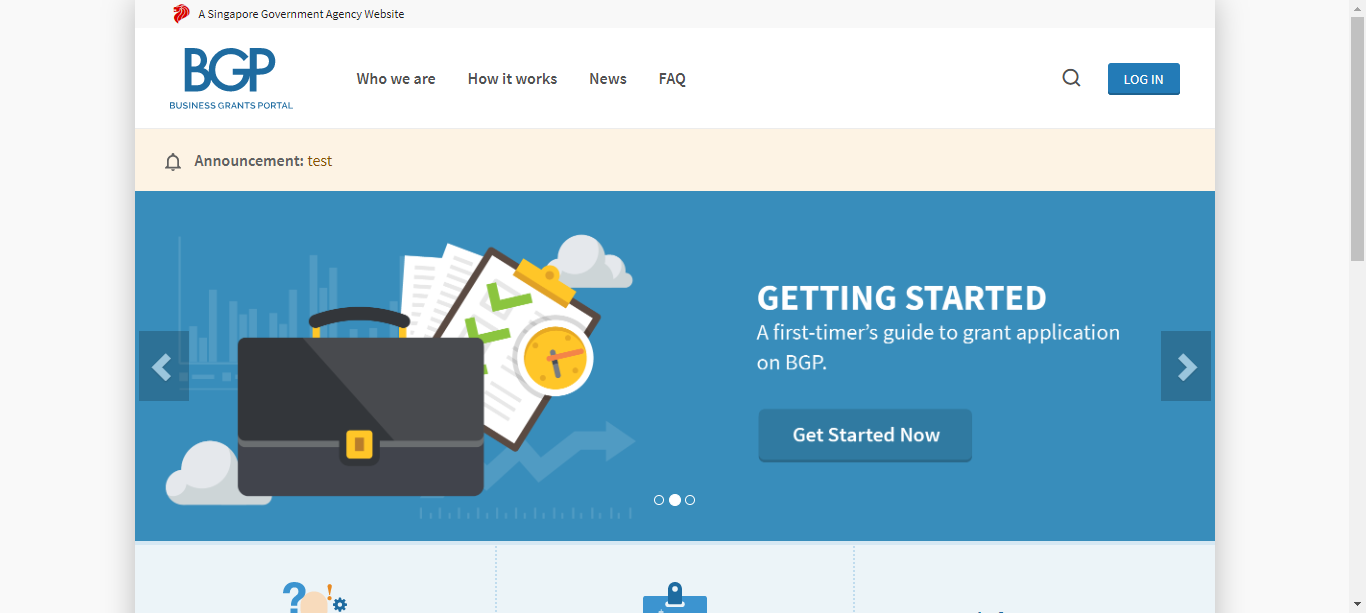 A Singapore Government Agency Website
BGP
BUSINESS GRANTS PORTAL
Who we are
How it works
News
FAQ
LOG IN
Announcement: test
GETTING STARTED
A first-timer’s guide to grant application
on BGP.
Get Started Now
?
!